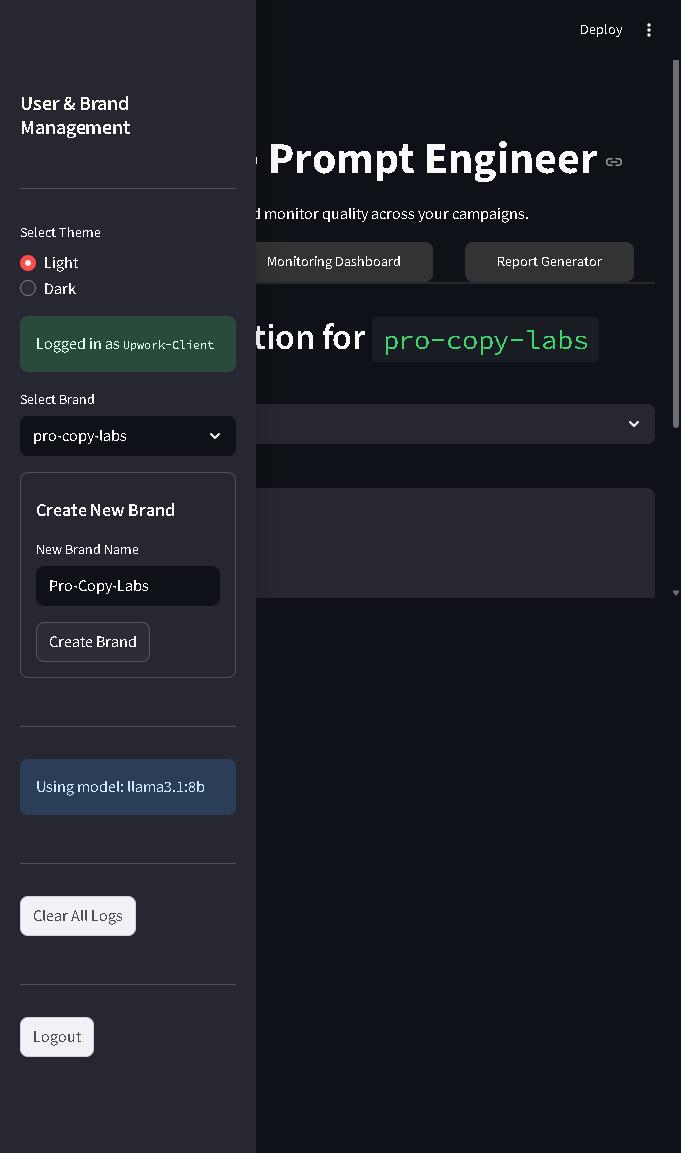 Deploy
User & Brand
Management
Select Theme
Light
Dark
Logged in as Upwork-Client
Select Brand
pro-copy-labs
Create New Brand
New Brand Name
Pro-Copy-Labs
Create Brand
Using model: llama3.1:8b
Clear All Logs
Logout
Prompt Engineer
d monitor quality across your campaigns.
Monitoring Dashboard
Report Generator
tion for pro-copy-labs